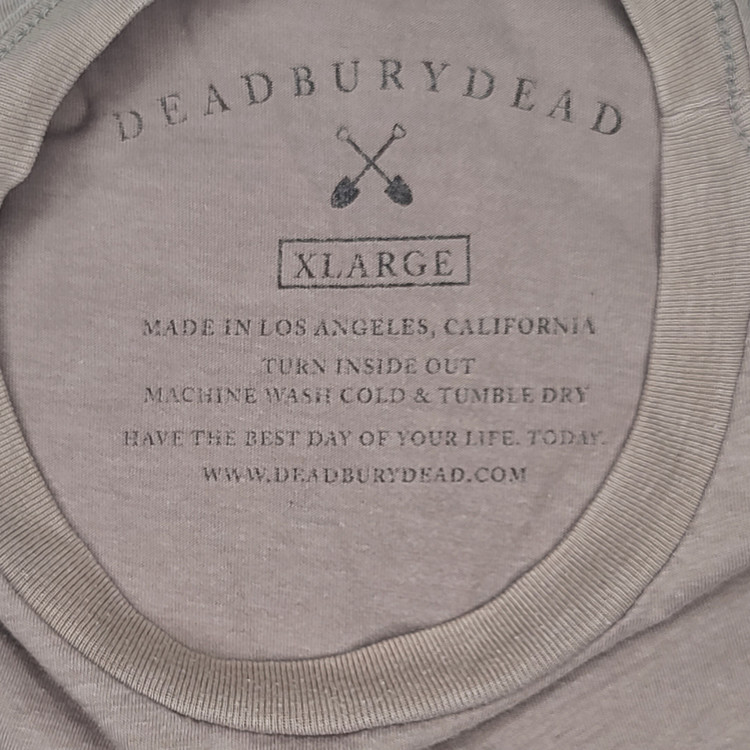 DEADBURYDEAD
XLARGE
MADE IN LOS ANGELES, CALIFORNIA
TURN INSIDE OUT
MACHINE WASH COLD & TUMBLE DRY
HAVE THE BEST DAY OF YOUR LIFE. TODAY.
WWW.DEADBURYDEAD.COM